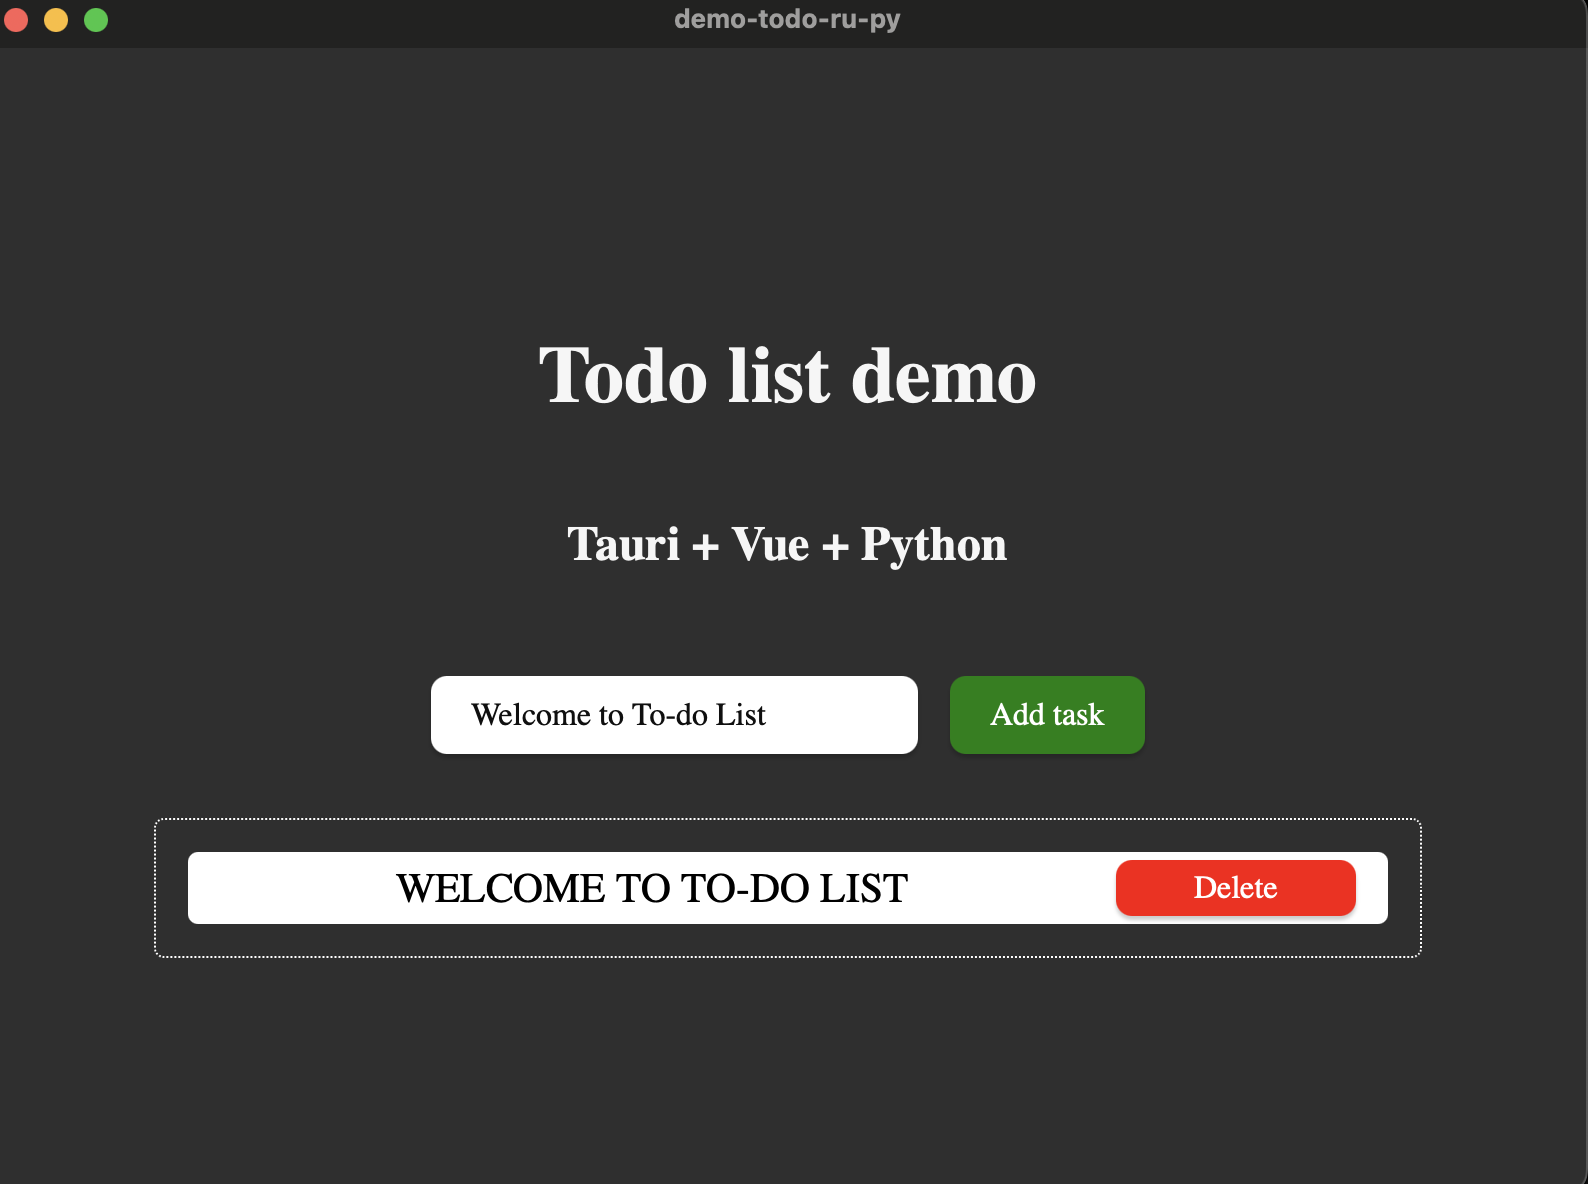 demo-todo-ru-py
Todo list demo
Tauri + Vue + Python
Welcome to To-do List Add task
WELCOME TO TO-DO LIST Delete